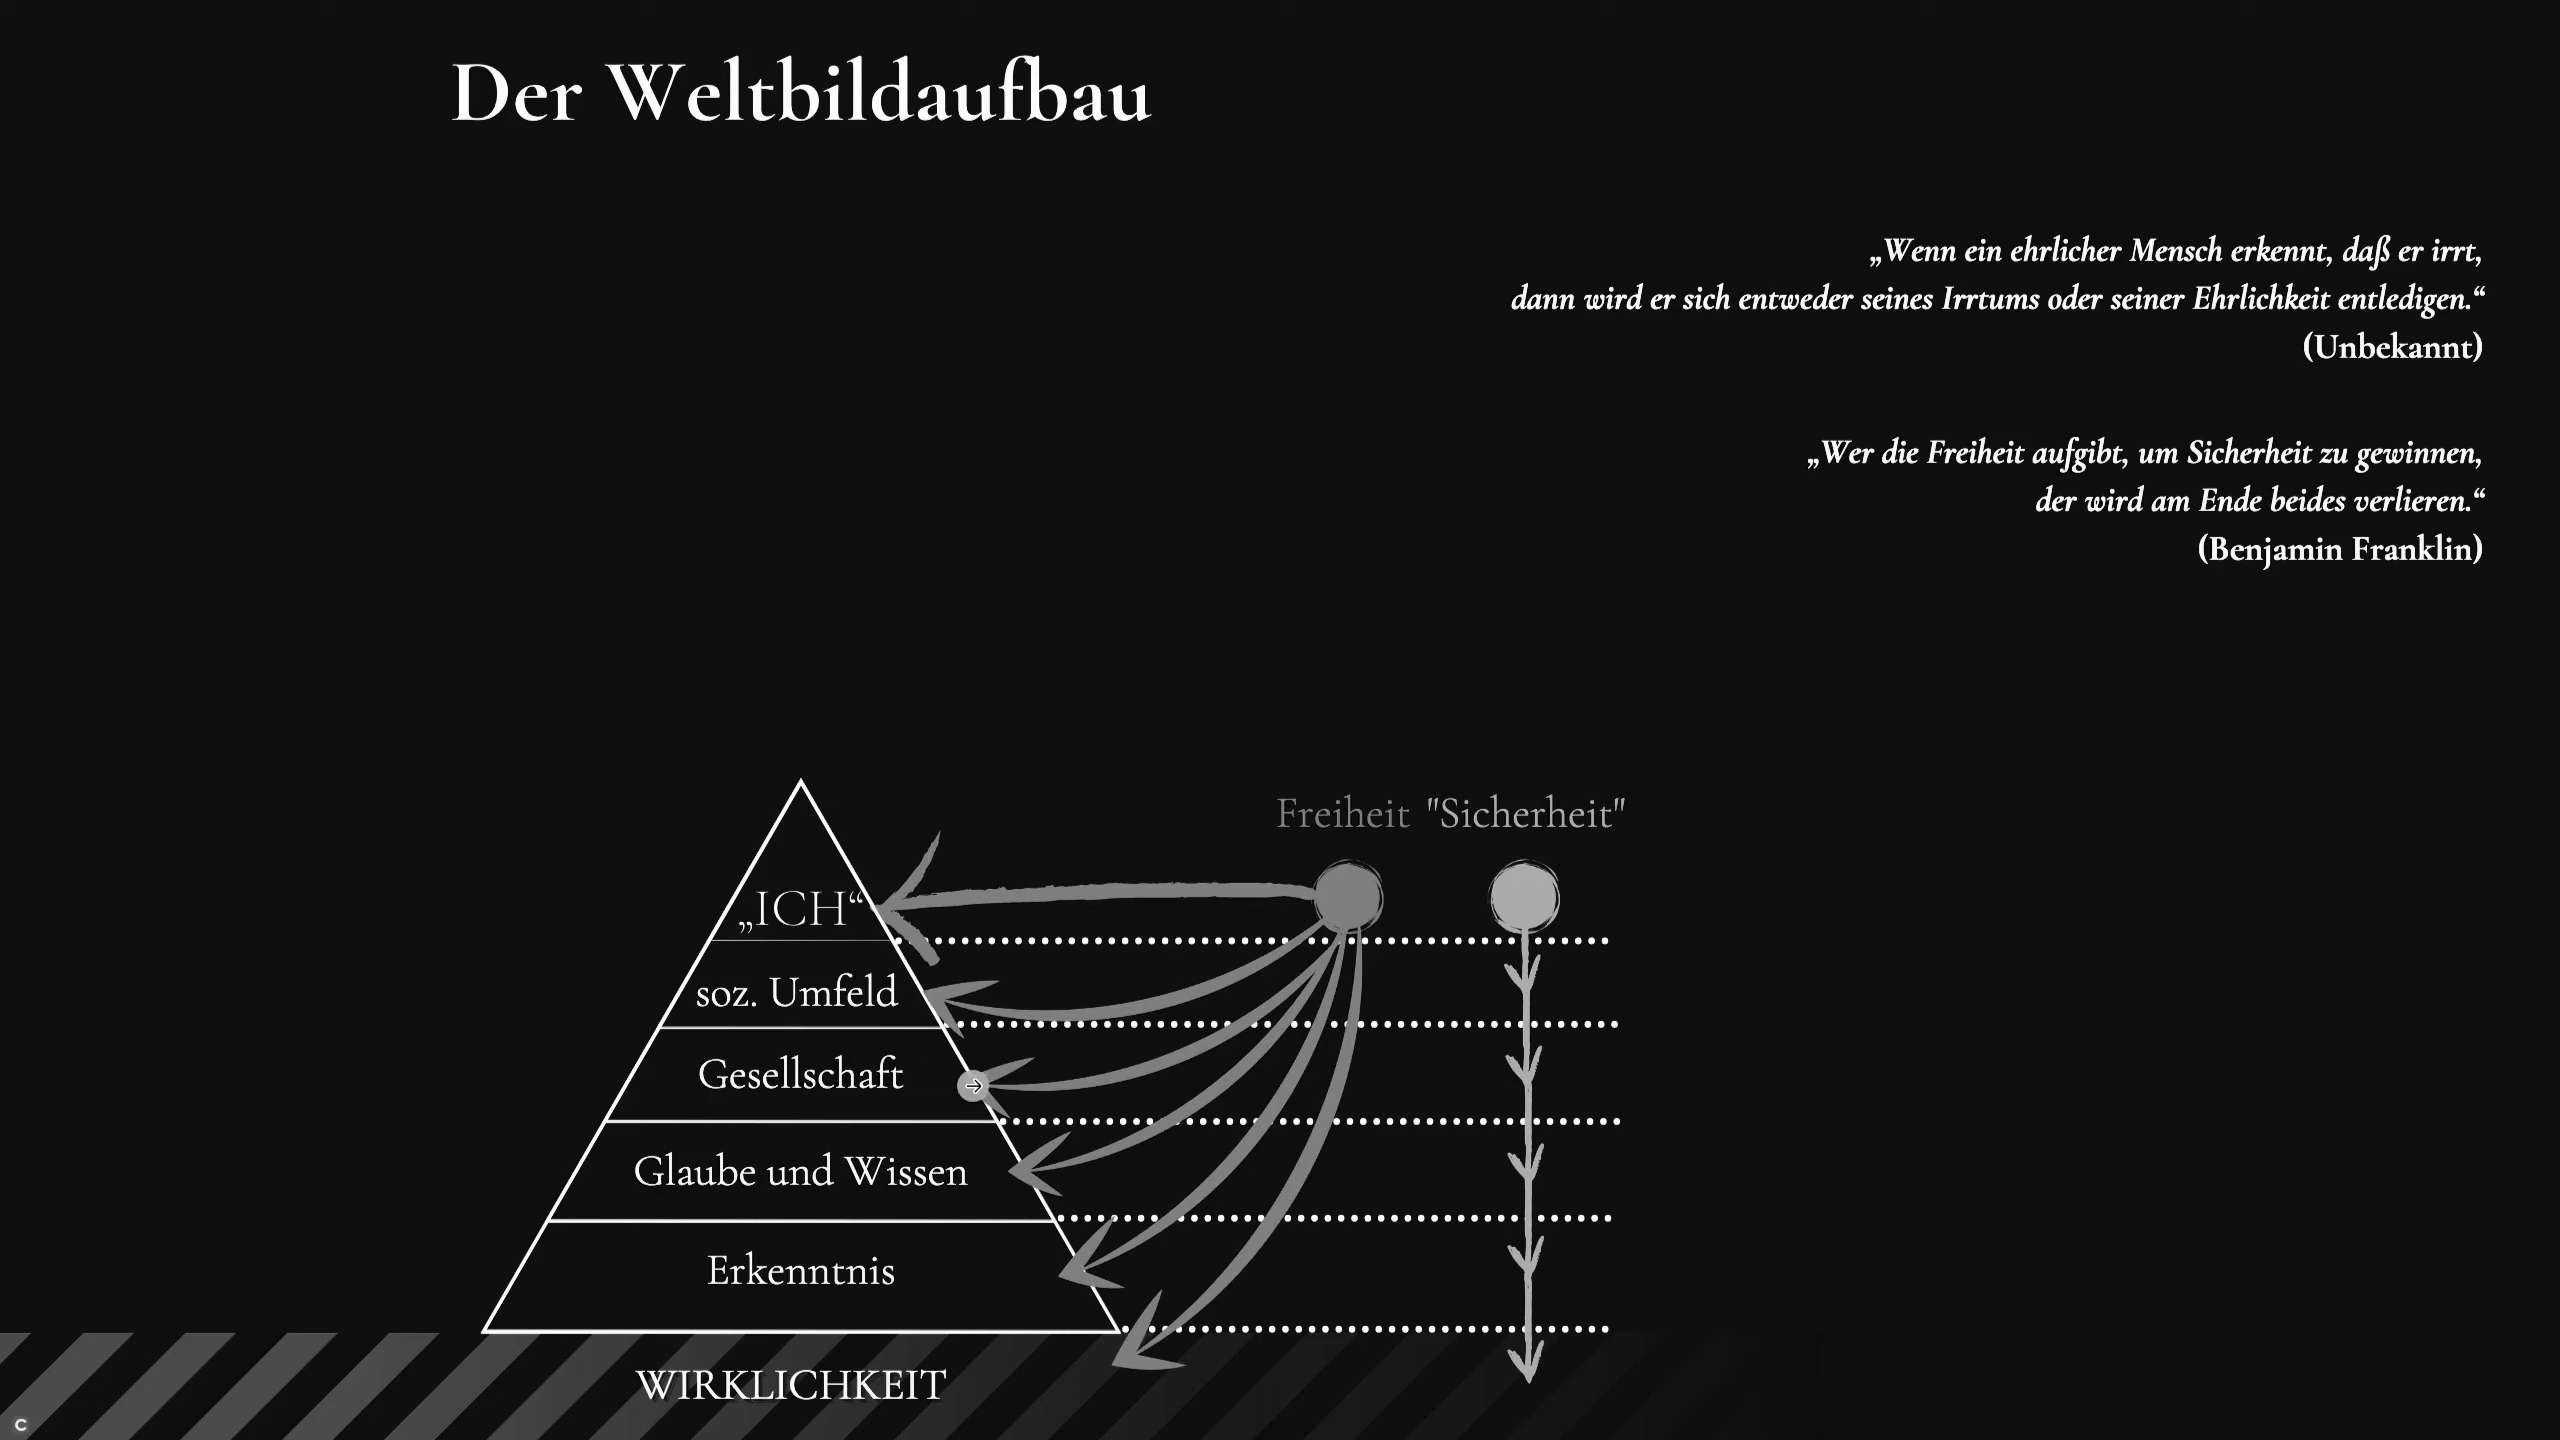 Der Weltbildaufbau
„Wenn ein ehrlicher Mensch erkennt, daß er irrt,
dann wird er sich entweder seines Irrtums oder seiner Ehrlichkeit entledigen.“
(Unbekannt)
„Wer die Freiheit aufgibt, um Sicherheit zu gewinnen,
der wird am Ende beides verlieren.“
(Benjamin Franklin)
Freiheit "Sicherheit"
„ICH“
soz. Umfeld
Gesellschaft
Glaube und Wissen
Erkenntnis
WIRKLICHKEIT
C